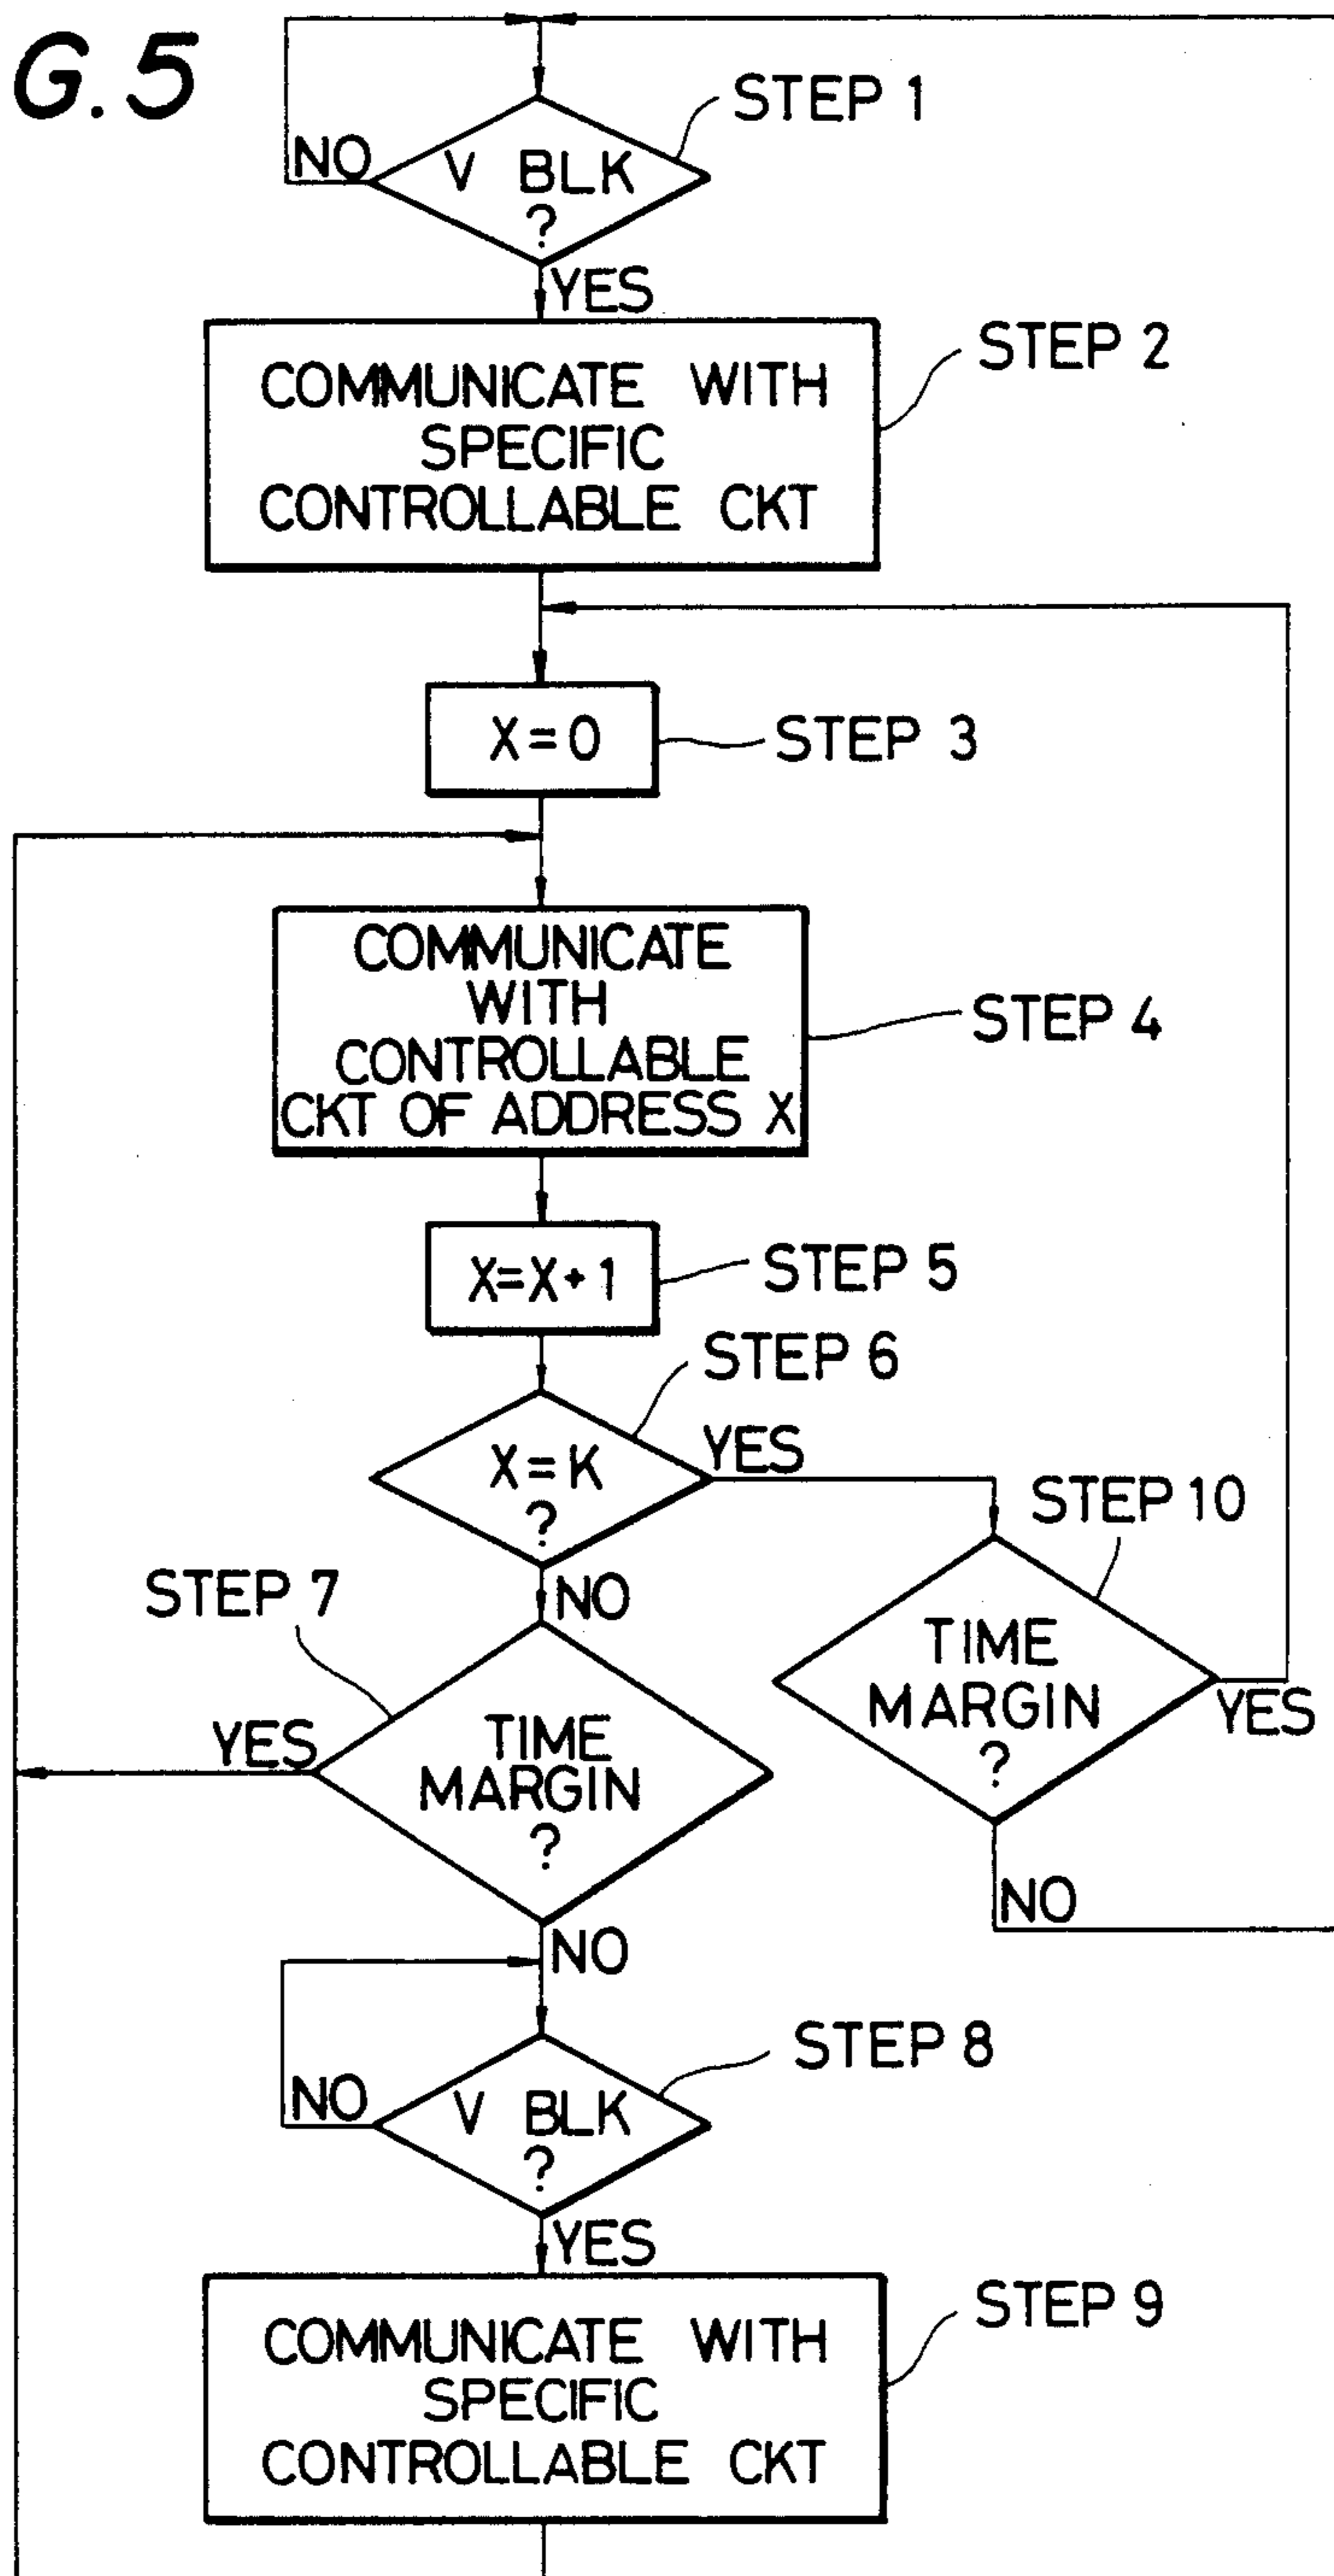 G. 5
STEP 1
NO
V BLK
?
YES
STEP 2
COMMUNICATE WITH
SPECIFIC
CONTROLLABLE CKT
X=0
STEP 3
COMMUNICATE
WITH
CONTROLLABLE
CKT OF ADDRESS X
STEP 4
X=X+1
STEP 5
STEP 6
X=K
?
YES
NO
STEP 10
TIME
MARGIN
?
YES
NO
STEP 7
YES
TIME
MARGIN
?
NO
STEP 8
NO
V BLK
?
YES
STEP 9
COMMUNICATE WITH
SPECIFIC
CONTROLLABLE CKT